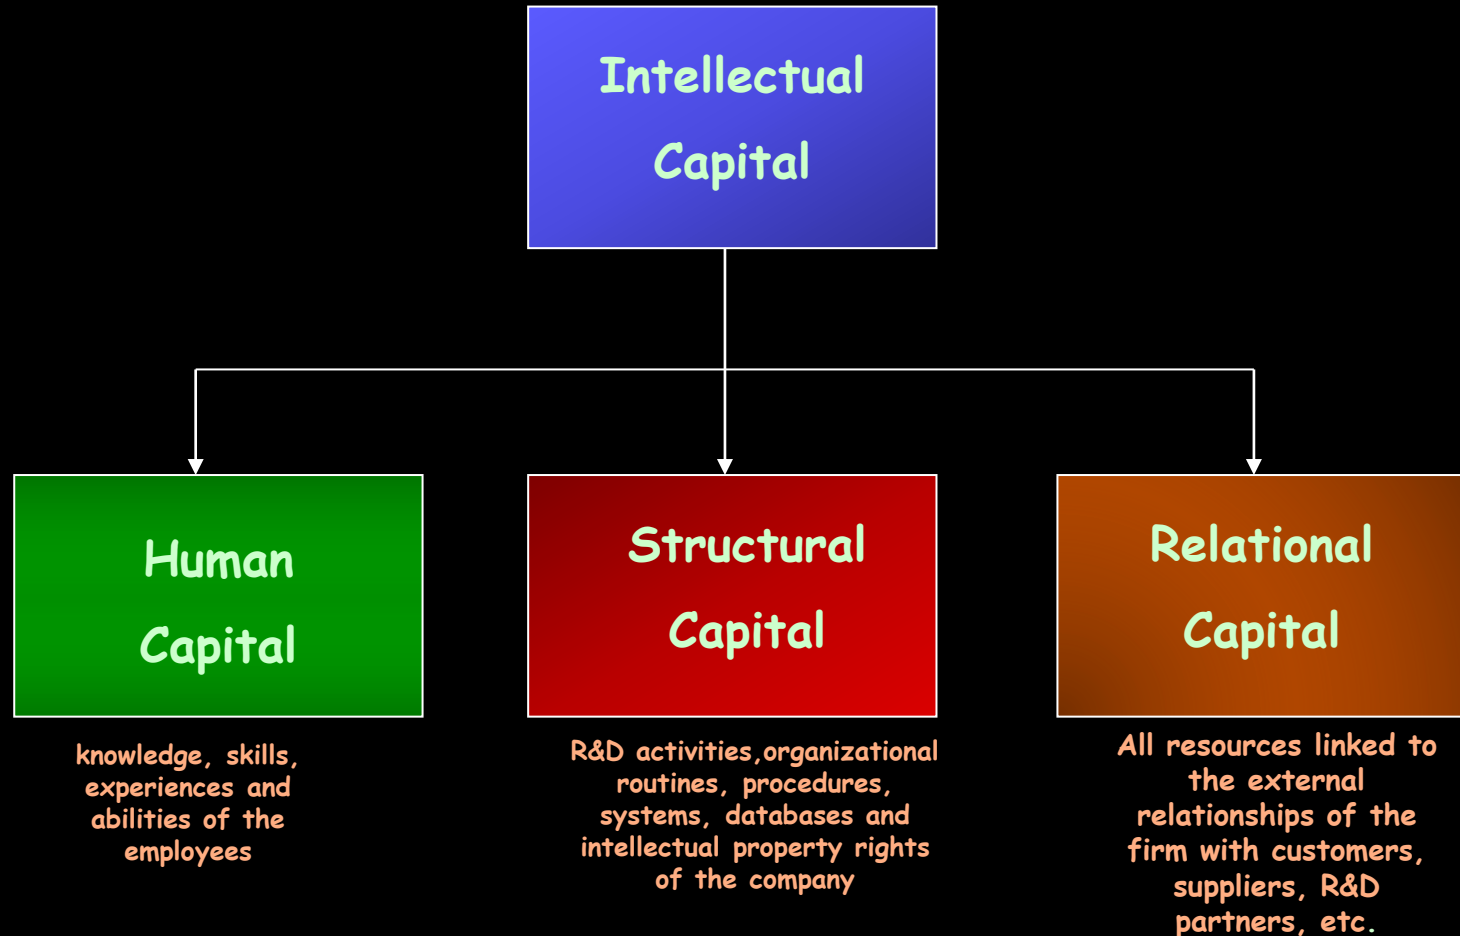 Intellectual
Capital
Human
Capital
Structural
Capital
Relational
Capital
knowledge, skills,
experiences and
abilities of the
employees
R&D activities,organizational
routines, procedures,
systems, databases and
intellectual property rights
of the company
All resources linked to
the external
relationships of the
firm with customers,
suppliers, R&D
partners, etc.